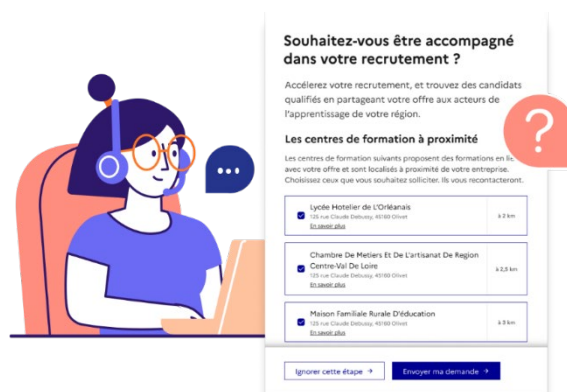 Souhaitez-vous être accompagné
dans votre recrutement ?
Accélerez votre recrutement, et trouvez des candidats
qualifiés en partageant votre offre aux acteurs de
l'apprentissage de votre région.
?
Les centres de formation à proximité
Les centres de formation suivants proposent des formations en lie
avec votre offre et sont localisés à proximité de votre entreprise.
Choisissez ceux que vous souhaitez solliciter. Ils vous recontacteront.
Lycée Hotelier de L'Orléanais
125 rue Claude Debussy, 45160 Olivet
à 2 km
En savoir plus
Chambre De Metiers Et De L'artisanat De Region
Centre-Val De Loire
à 2,5 km
125 rue Claude Debussy, 45160 Olivet
En savoir plus
Maison Familiale Rurale D'éducation
125 rue Claude Debussy, 45160 Olivet
à 3 km
En savoir plus
Ignorer cette étape →
Envoyer ma demande →